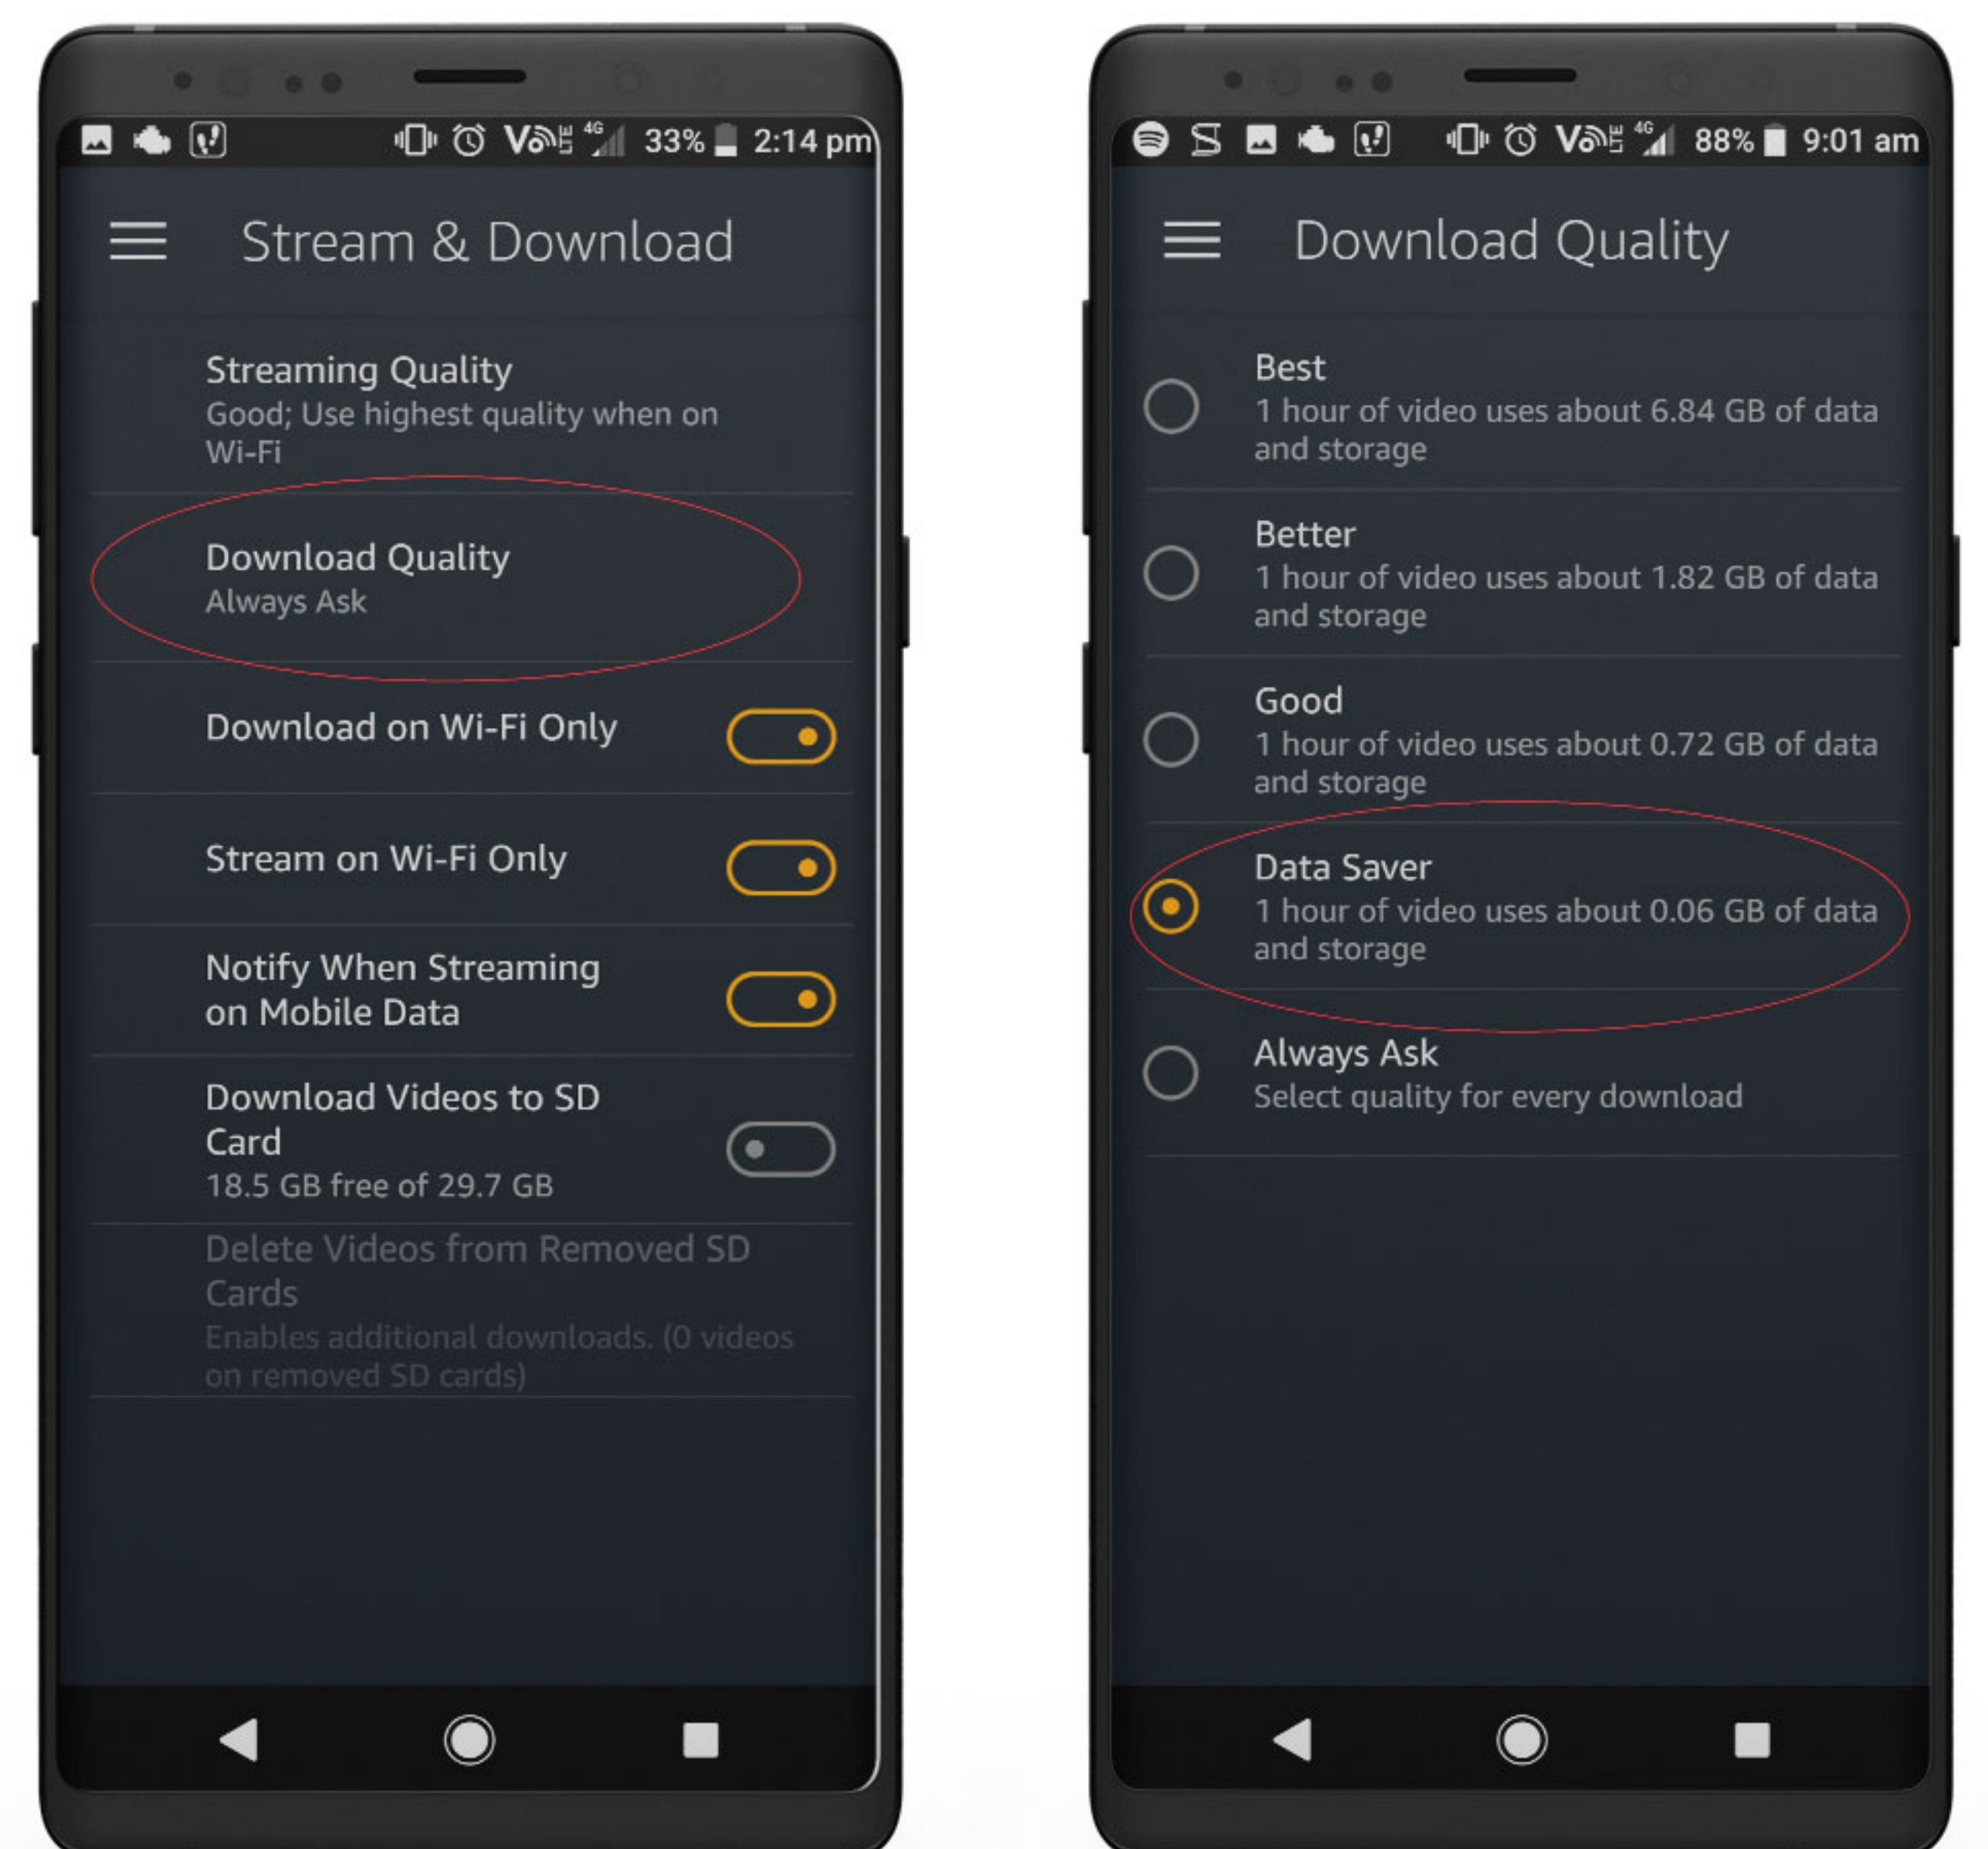 VoLTE 4G 33% 2:14 pm
Stream & Download
Streaming Quality
Good; Use highest quality when on
Wi-Fi
Download Quality
Always Ask
Download on Wi-Fi Only
Stream on Wi-Fi Only
Notify When Streaming
on Mobile Data
Download Videos to SD
Card
18.5 GB free of 29.7 GB
Delete Videos from Removed SD
Cards
Enables additional downloads. (0 videos
on removed SD cards)
VoLTE 4G 88% 9:01 am
Download Quality
Best
1 hour of video uses about 6.84 GB of data
and storage
Better
1 hour of video uses about 1.82 GB of data
and storage
Good
1 hour of video uses about 0.72 GB of data
and storage
Data Saver
1 hour of video uses about 0.06 GB of data
and storage
Always Ask
Select quality for every download